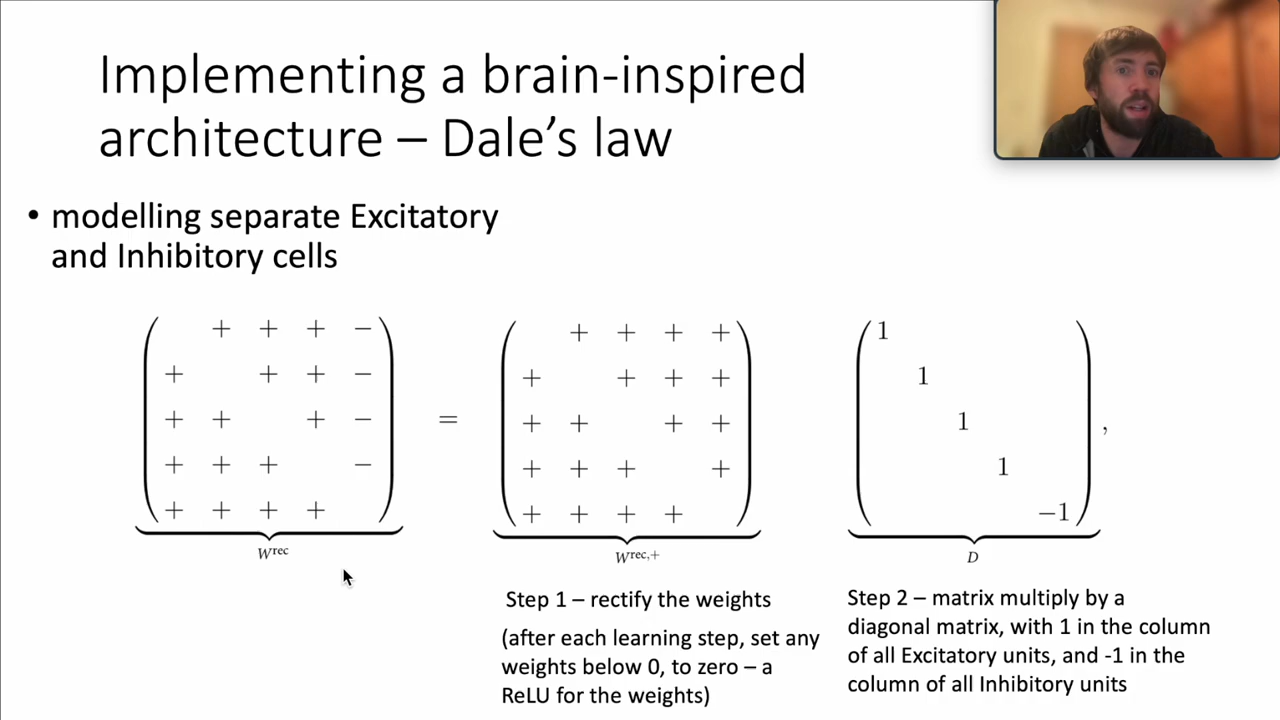 Implementing a brain-inspired
architecture – Dale's law
• modelling separate Excitatory
and Inhibitory cells
+ + + −
+ + + −
+ + + −
+ + + −
+ + + +
W^rec
=
+ + + +
+ + + +
+ + + +
+ + + +
+ + + +
W^rec,+
1
1
1
1
−1
,
D
Step 1 – rectify the weights
(after each learning step, set any
weights below 0, to zero – a
ReLU for the weights)
Step 2 – matrix multiply by a
diagonal matrix, with 1 in the column
of all Excitatory units, and -1 in the
column of all Inhibitory units